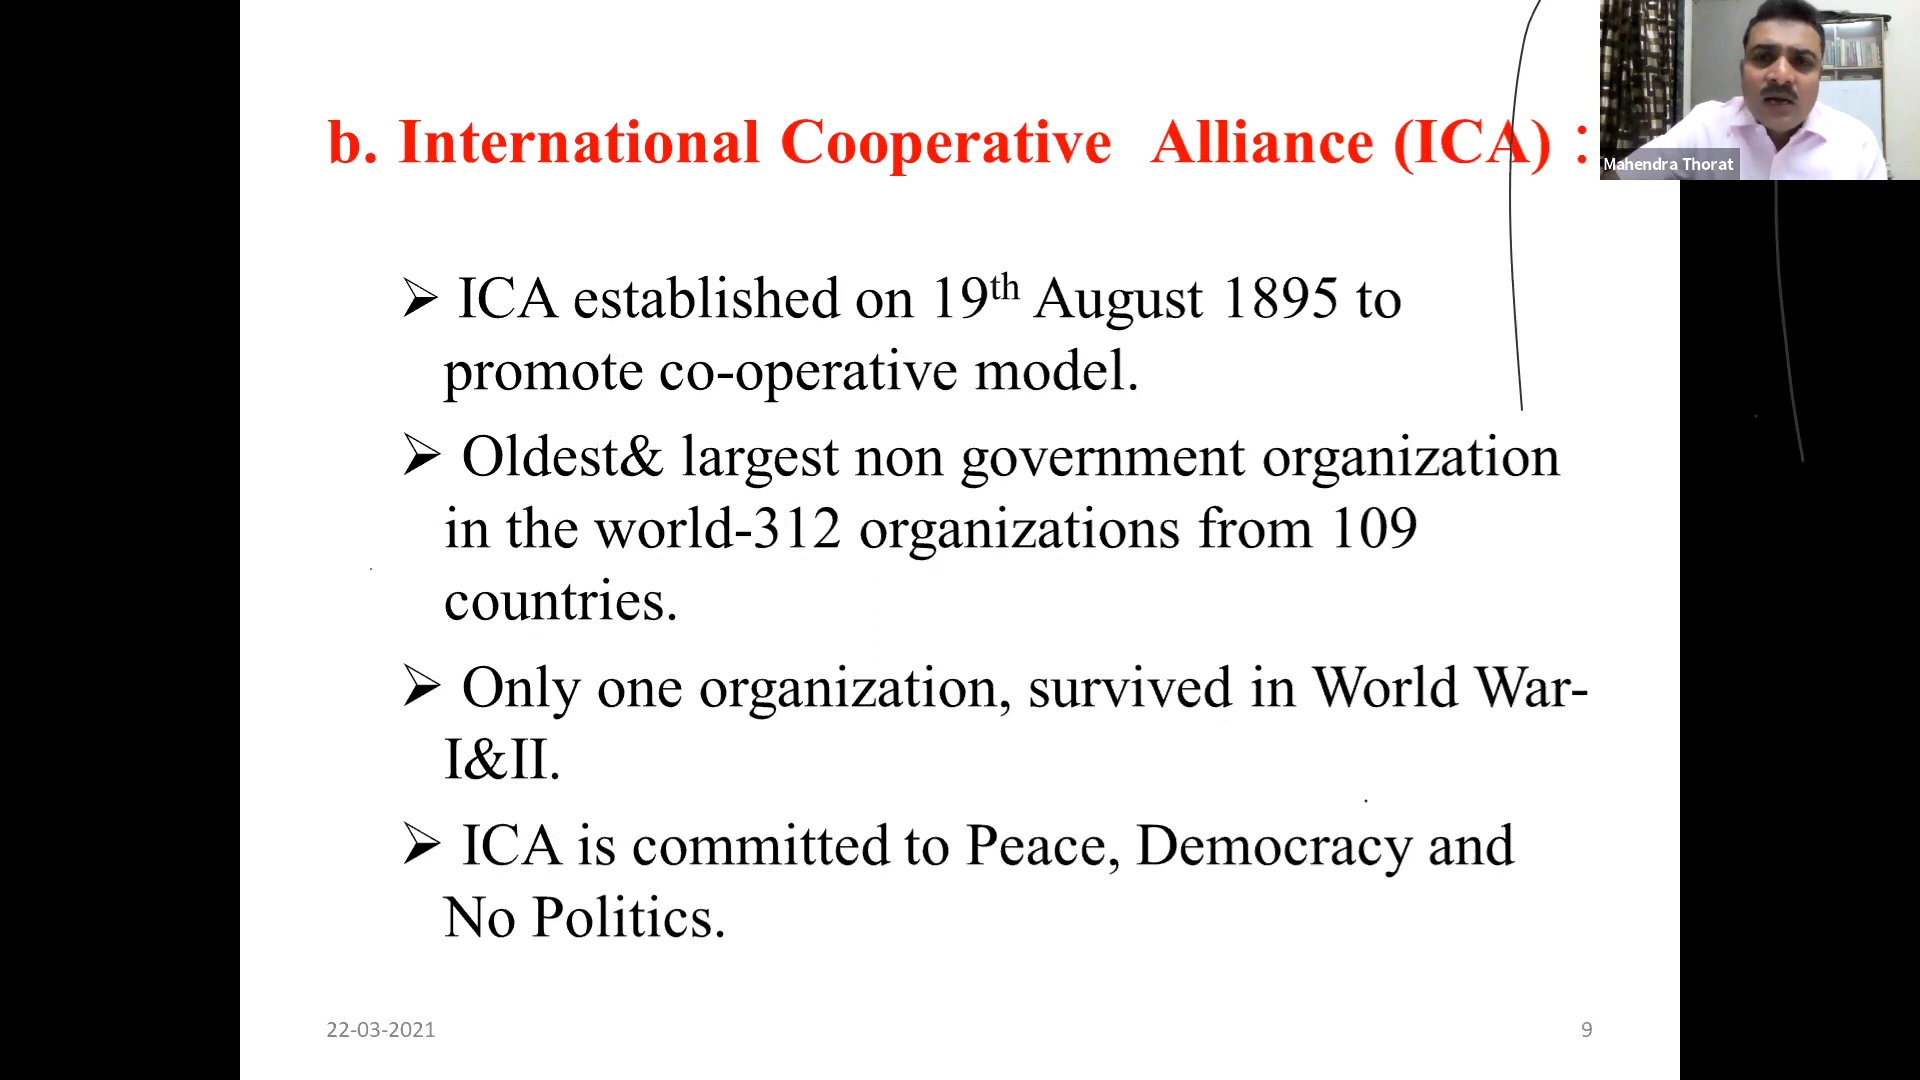 b. International Cooperative Alliance (ICA) :
Mahendra Thorat
➢ ICA established on 19th August 1895 to
promote co-operative model.
➢ Oldest& largest non government organization
in the world-312 organizations from 109
countries.
➢ Only one organization, survived in World War-
I&II.
➢ ICA is committed to Peace, Democracy and
No Politics.
22-03-2021
9